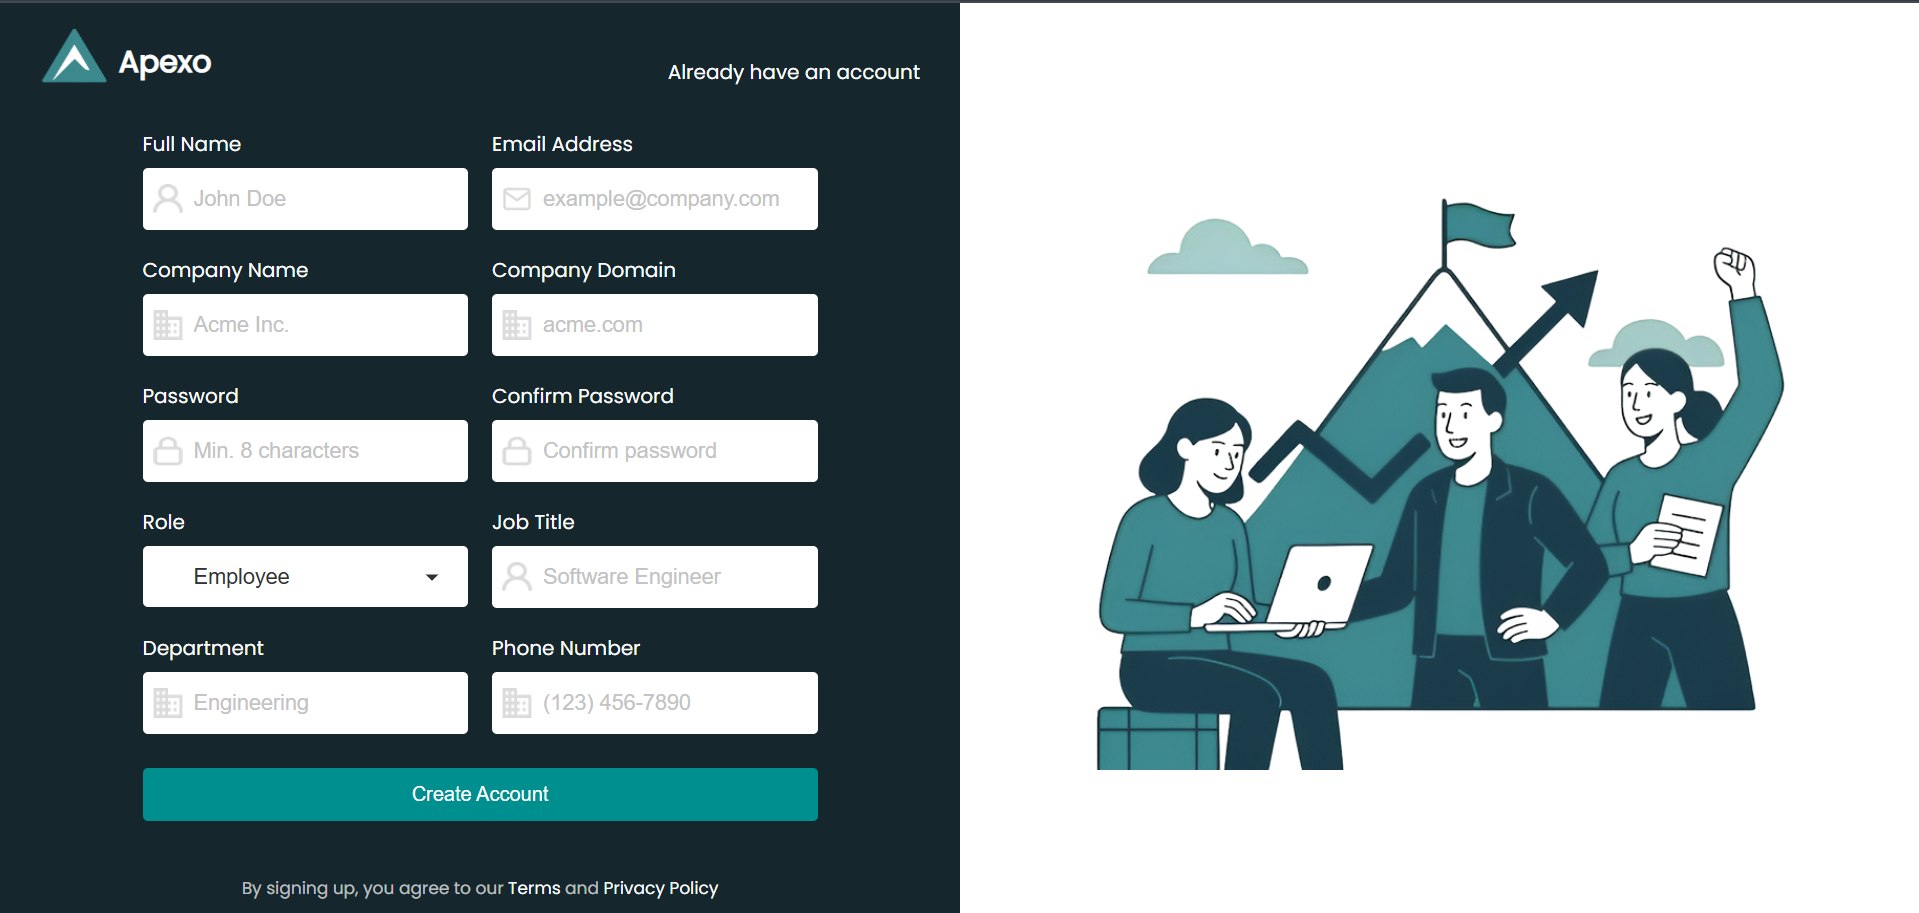 Apexo
Already have an account
Full Name
Email Address
John Doe
example@company.com
Company Name
Company Domain
Acme Inc.
acme.com
Password
Confirm Password
Min. 8 characters
Confirm password
Role
Job Title
Employee
Software Engineer
Department
Phone Number
Engineering
(123) 456-7890
Create Account
By signing up, you agree to our Terms and Privacy Policy